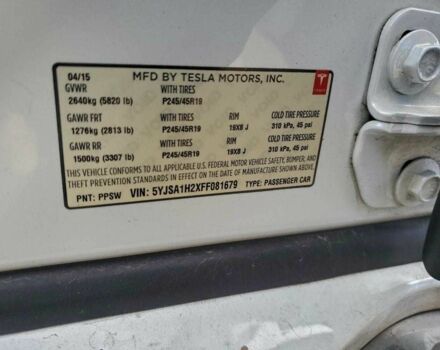 04/15 MFD BY TESLA MOTORS, INC.
GVWR WITH TIRES
2640kg (5820 lb) P245/45R19
GAWR FRT WITH TIRES RIM COLD TIRE PRESSURE
1276kg (2813 lb) P245/45R19 19X8 J 310 kPa, 45 psi
GAWR RR WITH TIRES RIM COLD TIRE PRESSURE
1500kg (3307 lb) P245/45R19 19X8 J 310 kPa, 45 psi
THIS VEHICLE CONFORMS TO ALL APPLICABLE U.S. FEDERAL MOTOR VEHICLE SAFETY, BUMPER, AND
THEFT PREVENTION STANDARDS IN EFFECT ON THE DATE OF MANUFACTURE SHOWN ABOVE.
PNT: PPSW VIN: 5YJSA1H2XFF081679 TYPE: PASSENGER CAR